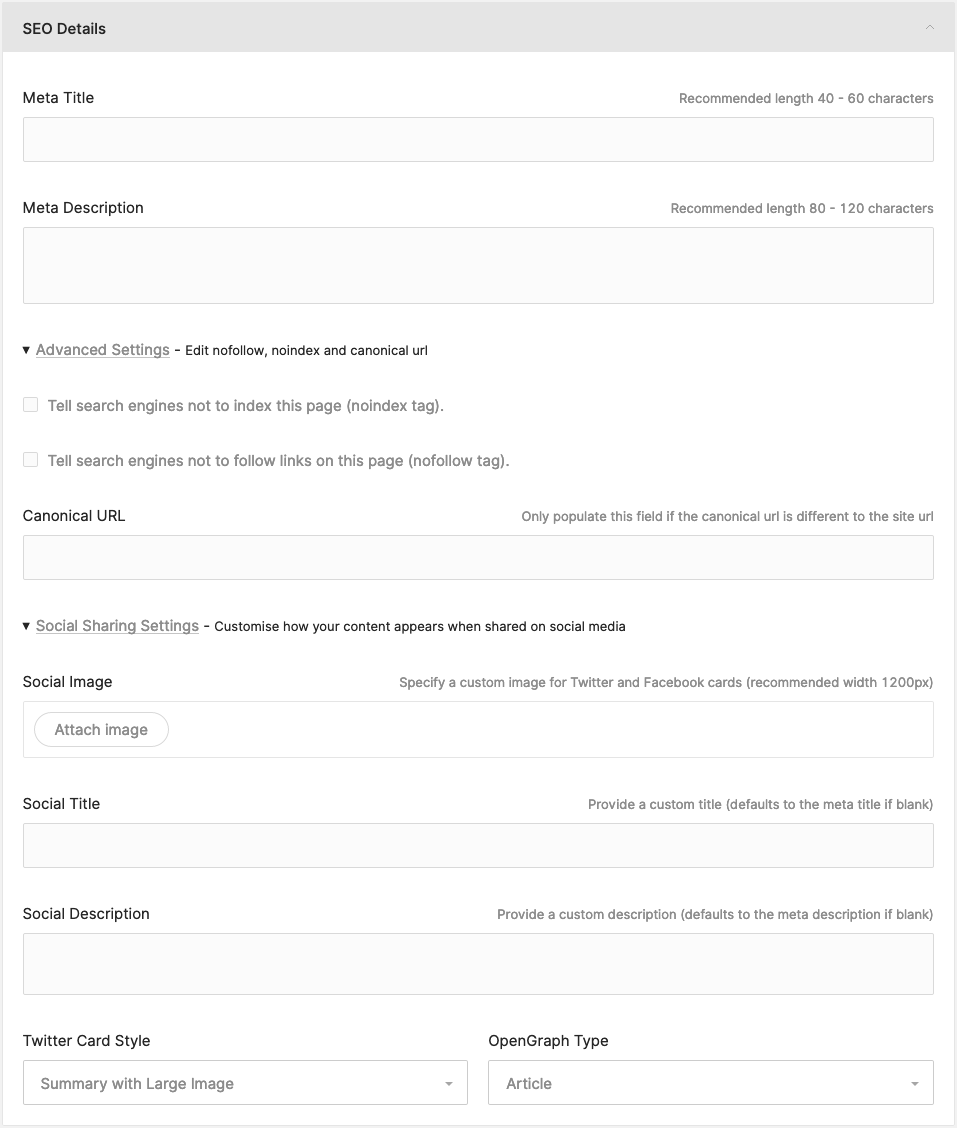 SEO Details
Meta Title
Recommended length 40 - 60 characters
Meta Description
Recommended length 80 - 120 characters
Advanced Settings - Edit nofollow, noindex and canonical url
Tell search engines not to index this page (noindex tag).
Tell search engines not to follow links on this page (nofollow tag).
Canonical URL
Only populate this field if the canonical url is different to the site url
Social Sharing Settings - Customise how your content appears when shared on social media
Social Image
Specify a custom image for Twitter and Facebook cards (recommended width 1200px)
Attach image
Social Title
Provide a custom title (defaults to the meta title if blank)
Social Description
Provide a custom description (defaults to the meta description if blank)
Twitter Card Style
OpenGraph Type
Summary with Large Image
Article